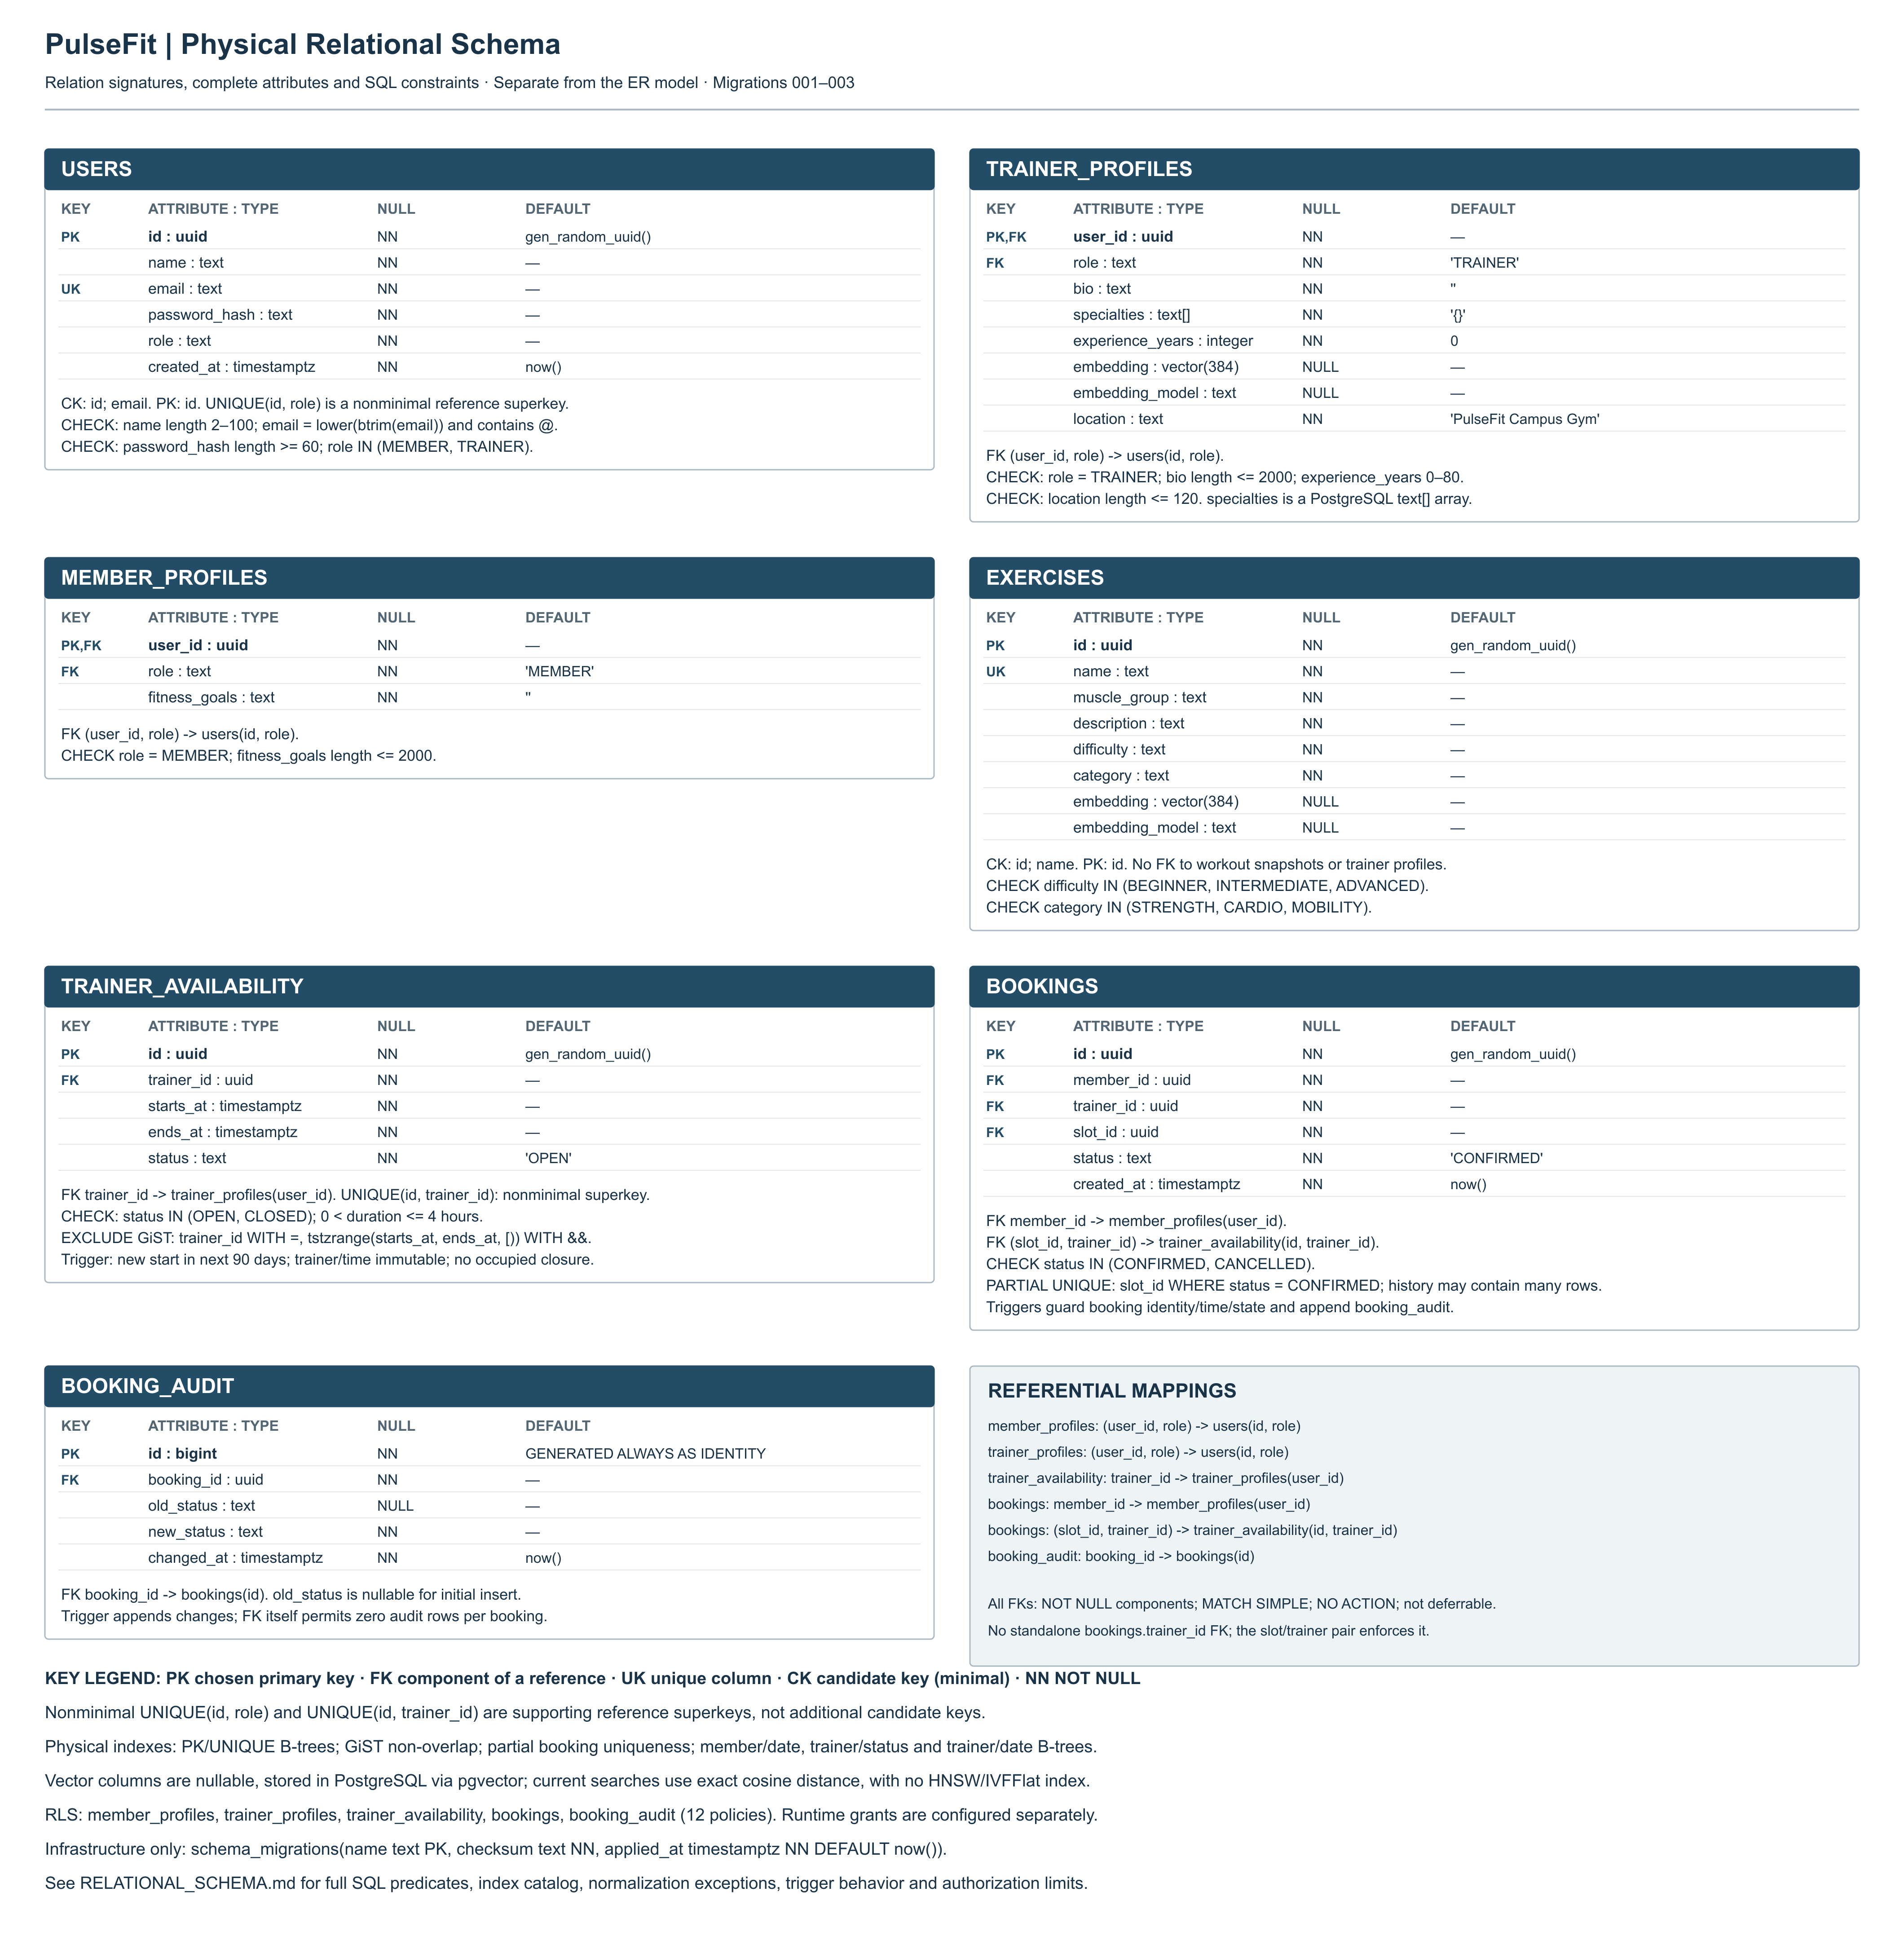 PulseFit | Physical Relational Schema
Relation signatures, complete attributes and SQL constraints · Separate from the ER model · Migrations 001–003
USERS
KEY ATTRIBUTE : TYPE NULL DEFAULT
PK id : uuid NN gen_random_uuid()
name : text NN —
UK email : text NN —
password_hash : text NN —
role : text NN —
created_at : timestamptz NN now()
CK: id; email. PK: id. UNIQUE(id, role) is a nonminimal reference superkey.
CHECK: name length 2–100; email = lower(btrim(email)) and contains @.
CHECK: password_hash length >= 60; role IN (MEMBER, TRAINER).
TRAINER_PROFILES
KEY ATTRIBUTE : TYPE NULL DEFAULT
PK,FK user_id : uuid NN —
FK role : text NN 'TRAINER'
bio : text NN ''
specialties : text[] NN '{}'
experience_years : integer NN 0
embedding : vector(384) NULL —
embedding_model : text NULL —
location : text NN 'PulseFit Campus Gym'
FK (user_id, role) -> users(id, role).
CHECK: role = TRAINER; bio length <= 2000; experience_years 0–80.
CHECK: location length <= 120. specialties is a PostgreSQL text[] array.
MEMBER_PROFILES
KEY ATTRIBUTE : TYPE NULL DEFAULT
PK,FK user_id : uuid NN —
FK role : text NN 'MEMBER'
fitness_goals : text NN ''
FK (user_id, role) -> users(id, role).
CHECK role = MEMBER; fitness_goals length <= 2000.
EXERCISES
KEY ATTRIBUTE : TYPE NULL DEFAULT
PK id : uuid NN gen_random_uuid()
UK name : text NN —
muscle_group : text NN —
description : text NN —
difficulty : text NN —
category : text NN —
embedding : vector(384) NULL —
embedding_model : text NULL —
CK: id; name. PK: id. No FK to workout snapshots or trainer profiles.
CHECK difficulty IN (BEGINNER, INTERMEDIATE, ADVANCED).
CHECK category IN (STRENGTH, CARDIO, MOBILITY).
TRAINER_AVAILABILITY
KEY ATTRIBUTE : TYPE NULL DEFAULT
PK id : uuid NN gen_random_uuid()
FK trainer_id : uuid NN —
starts_at : timestamptz NN —
ends_at : timestamptz NN —
status : text NN 'OPEN'
FK trainer_id -> trainer_profiles(user_id). UNIQUE(id, trainer_id): nonminimal superkey.
CHECK: status IN (OPEN, CLOSED); 0 < duration <= 4 hours.
EXCLUDE GiST: trainer_id WITH =, tstzrange(starts_at, ends_at, [)) WITH &&.
Trigger: new start in next 90 days; trainer/time immutable; no occupied closure.
BOOKINGS
KEY ATTRIBUTE : TYPE NULL DEFAULT
PK id : uuid NN gen_random_uuid()
FK member_id : uuid NN —
FK trainer_id : uuid NN —
FK slot_id : uuid NN —
status : text NN 'CONFIRMED'
created_at : timestamptz NN now()
FK member_id -> member_profiles(user_id).
FK (slot_id, trainer_id) -> trainer_availability(id, trainer_id).
CHECK status IN (CONFIRMED, CANCELLED).
PARTIAL UNIQUE: slot_id WHERE status = CONFIRMED; history may contain many rows.
Triggers guard booking identity/time/state and append booking_audit.
BOOKING_AUDIT
KEY ATTRIBUTE : TYPE NULL DEFAULT
PK id : bigint NN GENERATED ALWAYS AS IDENTITY
FK booking_id : uuid NN —
old_status : text NULL —
new_status : text NN —
changed_at : timestamptz NN now()
FK booking_id -> bookings(id). old_status is nullable for initial insert.
Trigger appends changes; FK itself permits zero audit rows per booking.
REFERENTIAL MAPPINGS
member_profiles: (user_id, role) -> users(id, role)
trainer_profiles: (user_id, role) -> users(id, role)
trainer_availability: trainer_id -> trainer_profiles(user_id)
bookings: member_id -> member_profiles(user_id)
bookings: (slot_id, trainer_id) -> trainer_availability(id, trainer_id)
booking_audit: booking_id -> bookings(id)
All FKs: NOT NULL components; MATCH SIMPLE; NO ACTION; not deferrable.
No standalone bookings.trainer_id FK; the slot/trainer pair enforces it.
KEY LEGEND: PK chosen primary key · FK component of a reference · UK unique column · CK candidate key (minimal) · NN NOT NULL
Nonminimal UNIQUE(id, role) and UNIQUE(id, trainer_id) are supporting reference superkeys, not additional candidate keys.
Physical indexes: PK/UNIQUE B-trees; GiST non-overlap; partial booking uniqueness; member/date, trainer/status and trainer/date B-trees.
Vector columns are nullable, stored in PostgreSQL via pgvector; current searches use exact cosine distance, with no HNSW/IVFFlat index.
RLS: member_profiles, trainer_profiles, trainer_availability, bookings, booking_audit (12 policies). Runtime grants are configured separately.
Infrastructure only: schema_migrations(name text PK, checksum text NN, applied_at timestamptz NN DEFAULT now()).
See RELATIONAL_SCHEMA.md for full SQL predicates, index catalog, normalization exceptions, trigger behavior and authorization limits.